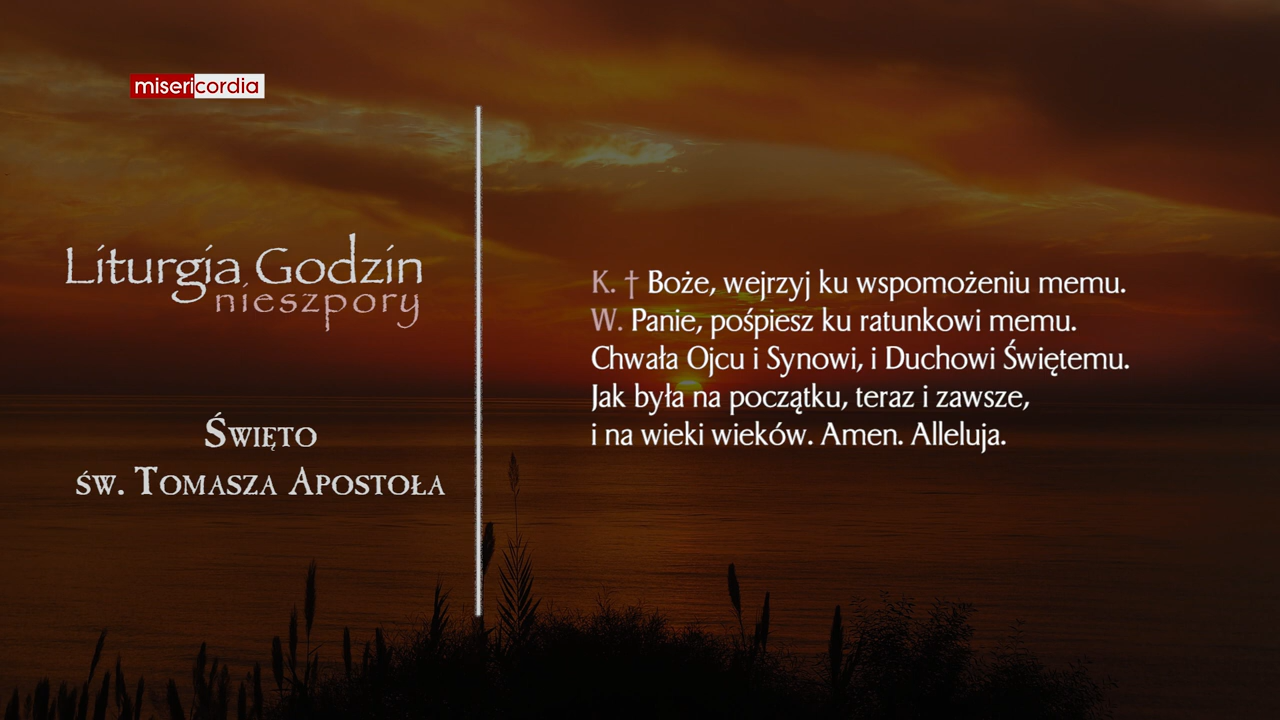 misericordia
Liturgia Godzin
nieszpory
Święto
św. Tomasza Apostoła
K. † Boże, wejrzyj ku wspomożeniu memu.
W. Panie, pośpiesz ku ratunkowi memu.
Chwała Ojcu i Synowi, i Duchowi Świętemu.
Jak była na początku, teraz i zawsze,
i na wieki wieków. Amen. Alleluja.